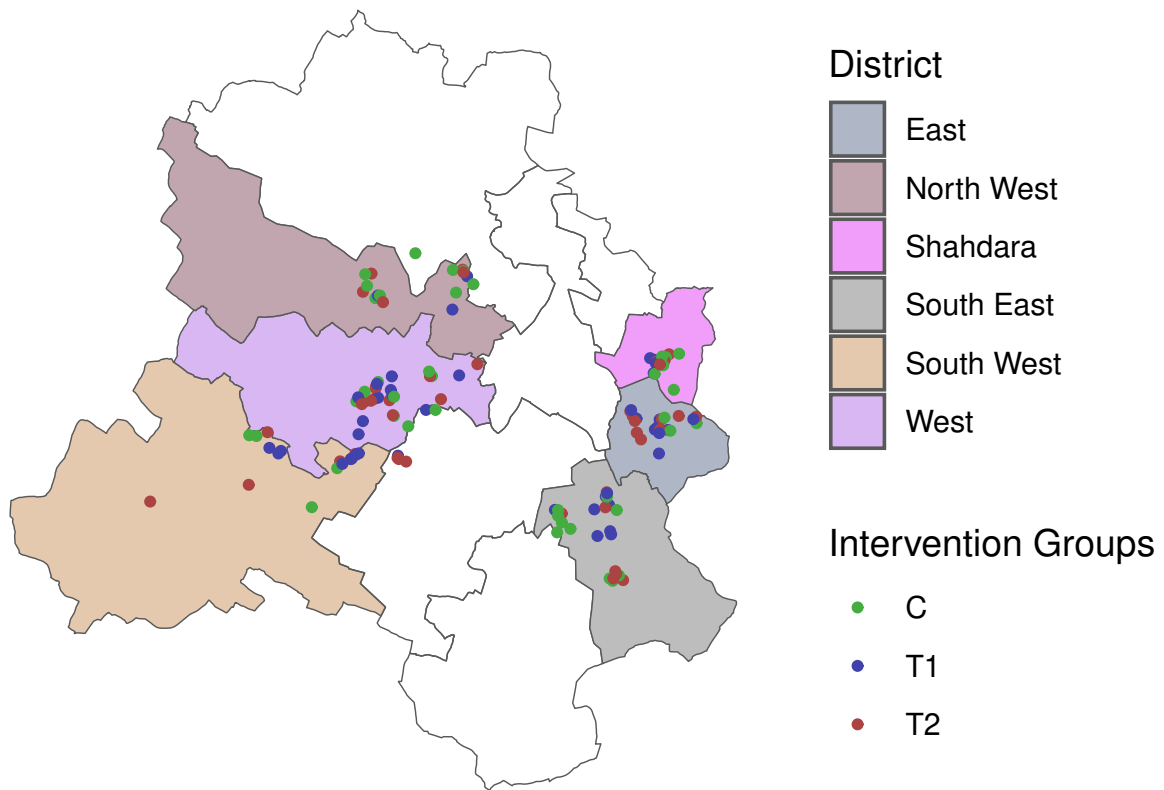 District
East
North West
Shahdara
South East
South West
West
Intervention Groups
C
T1
T2